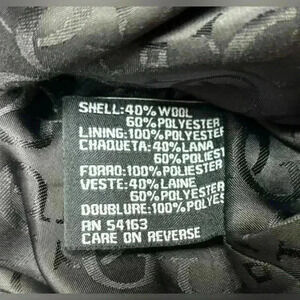 SHELL:40% WOOL
60%POLYESTER
LINING:100%POLYESTER
CHAQUETA:40%LANA
60%POLIEST
FORRO:100%POLIESTER
VESTE:40%LAINE
60%POLYESTER
DOUBLURE:100%POLYES
RN 54163
CARE ON REVERSE